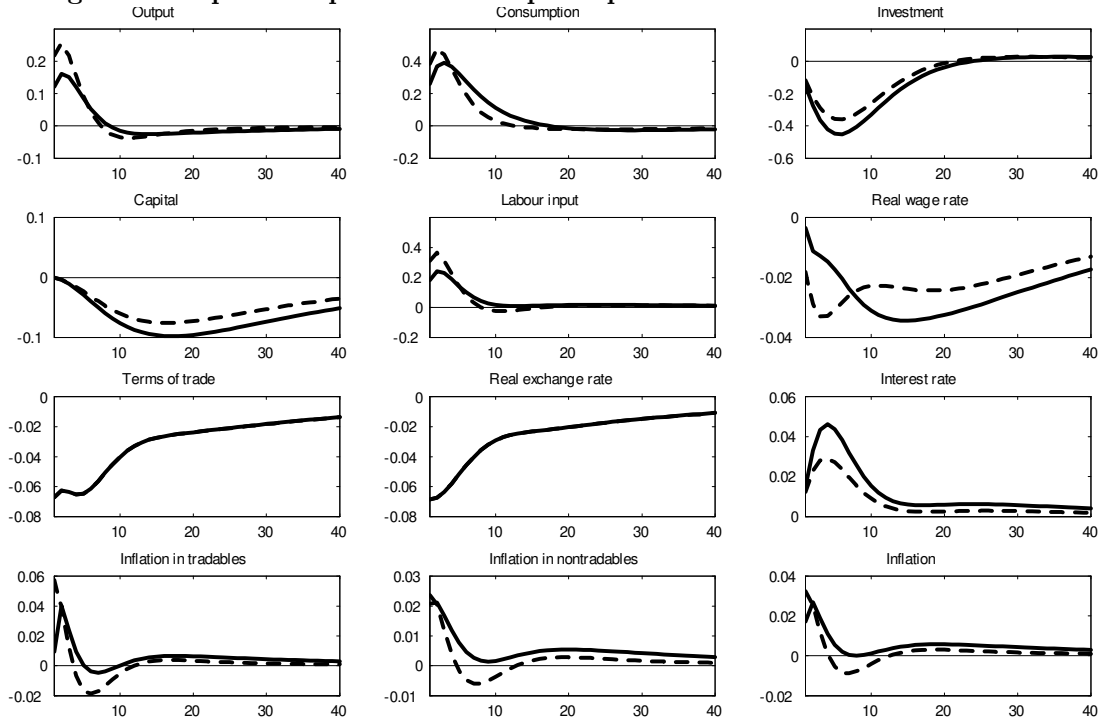 Output
Consumption
Investment
0.2
0.1
0
-0.1
10 20 30 40
0.4
0.2
0
-0.2
10 20 30 40
0
-0.2
-0.4
-0.6
10 20 30 40
Capital
Labour input
Real wage rate
0.1
0
-0.1
10 20 30 40
0.4
0.2
0
-0.2
10 20 30 40
0
-0.02
-0.04
10 20 30 40
Terms of trade
Real exchange rate
Interest rate
0
-0.02
-0.04
-0.06
-0.08
10 20 30 40
0
-0.02
-0.04
-0.06
-0.08
10 20 30 40
0.06
0.04
0.02
0
10 20 30 40
Inflation in tradables
Inflation in nontradables
Inflation
0.06
0.04
0.02
0
-0.02
10 20 30 40
0.03
0.02
0.01
0
-0.01
10 20 30 40
0.04
0.02
0
-0.02
10 20 30 40